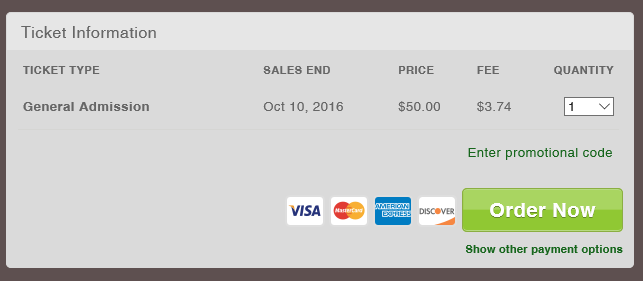 Ticket Information
TICKET TYPE SALES END PRICE FEE QUANTITY
General Admission Oct 10, 2016 $50.00 $3.74 1
Enter promotional code
VISA MasterCard AMERICAN EXPRESS DISCOVER Order Now
Show other payment options